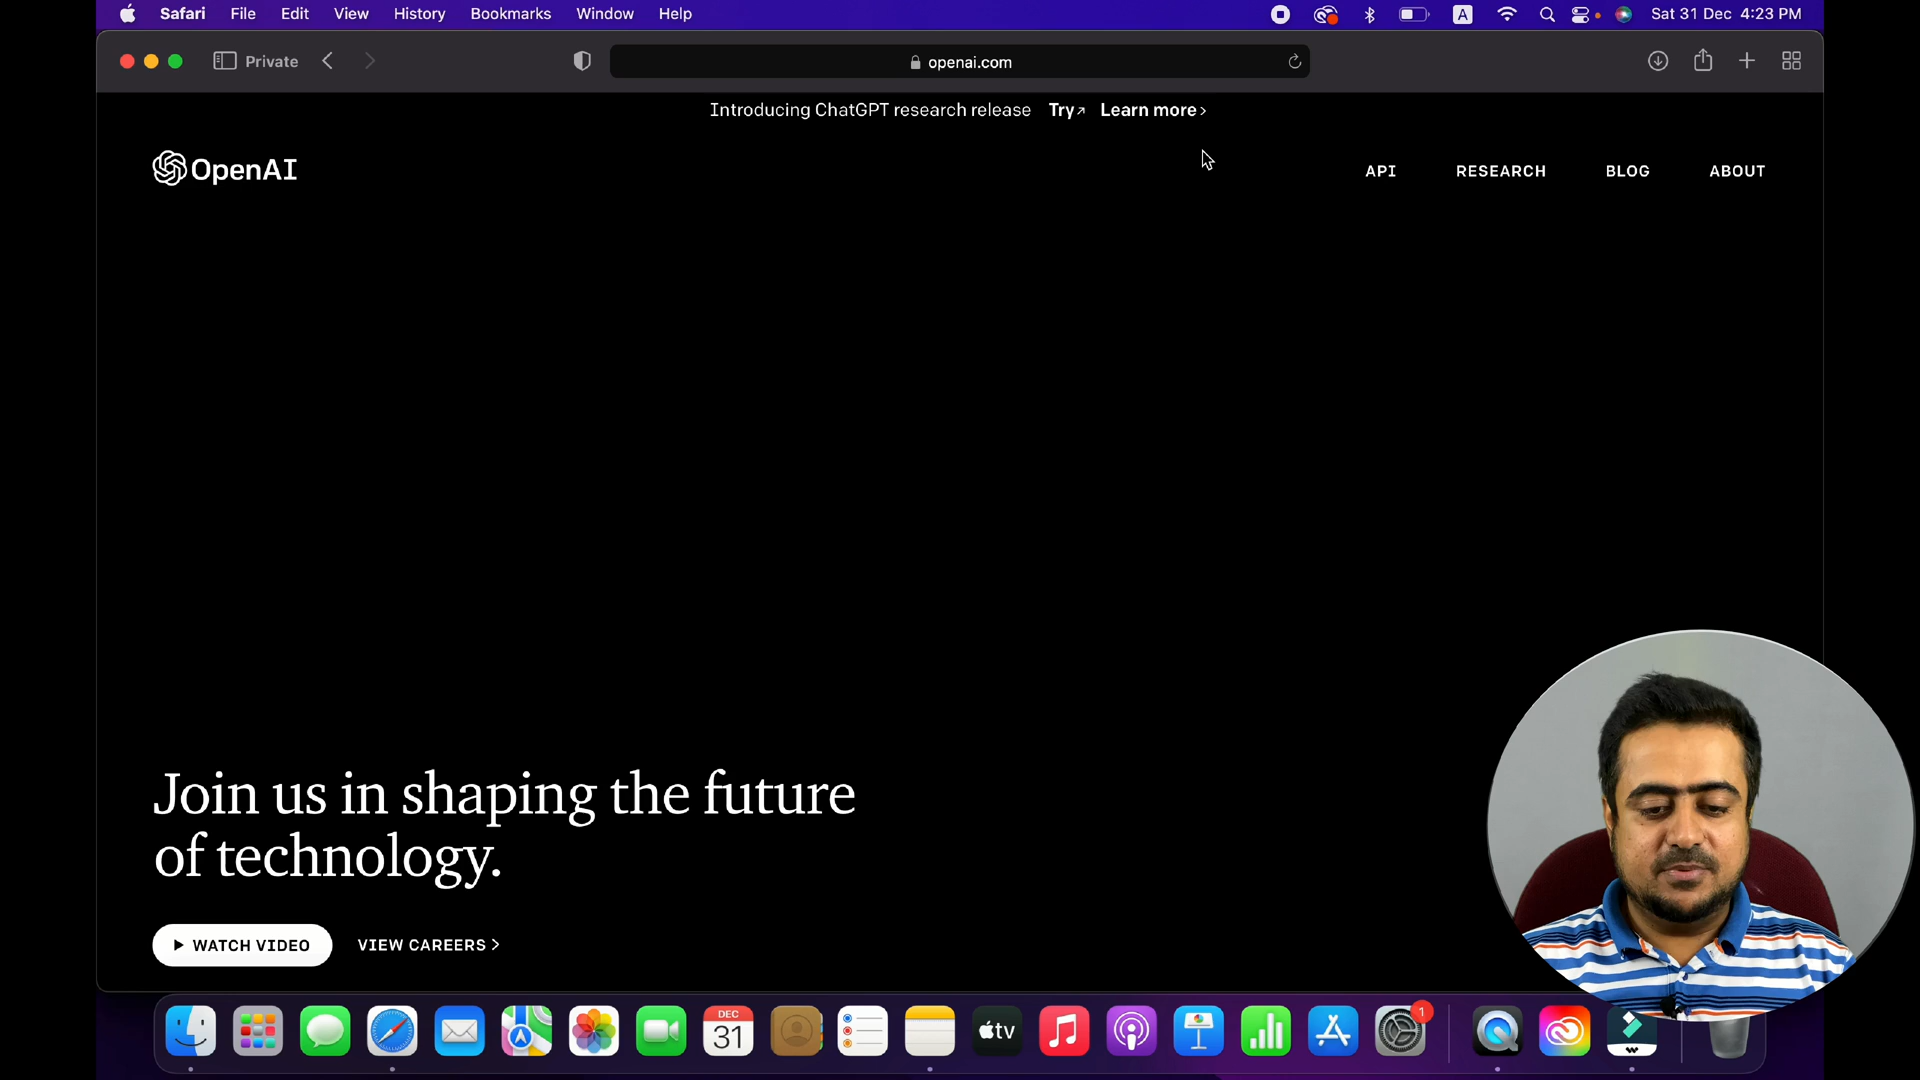 Safari File Edit View History Bookmarks Window Help A Sat 31 Dec 4:23 PM
Private openai.com
Introducing ChatGPT research release Try↗ Learn more›
OpenAI API RESEARCH BLOG ABOUT
Join us in shaping the future
of technology.
▶ WATCH VIDEO VIEW CAREERS >
DEC
31
tv
1